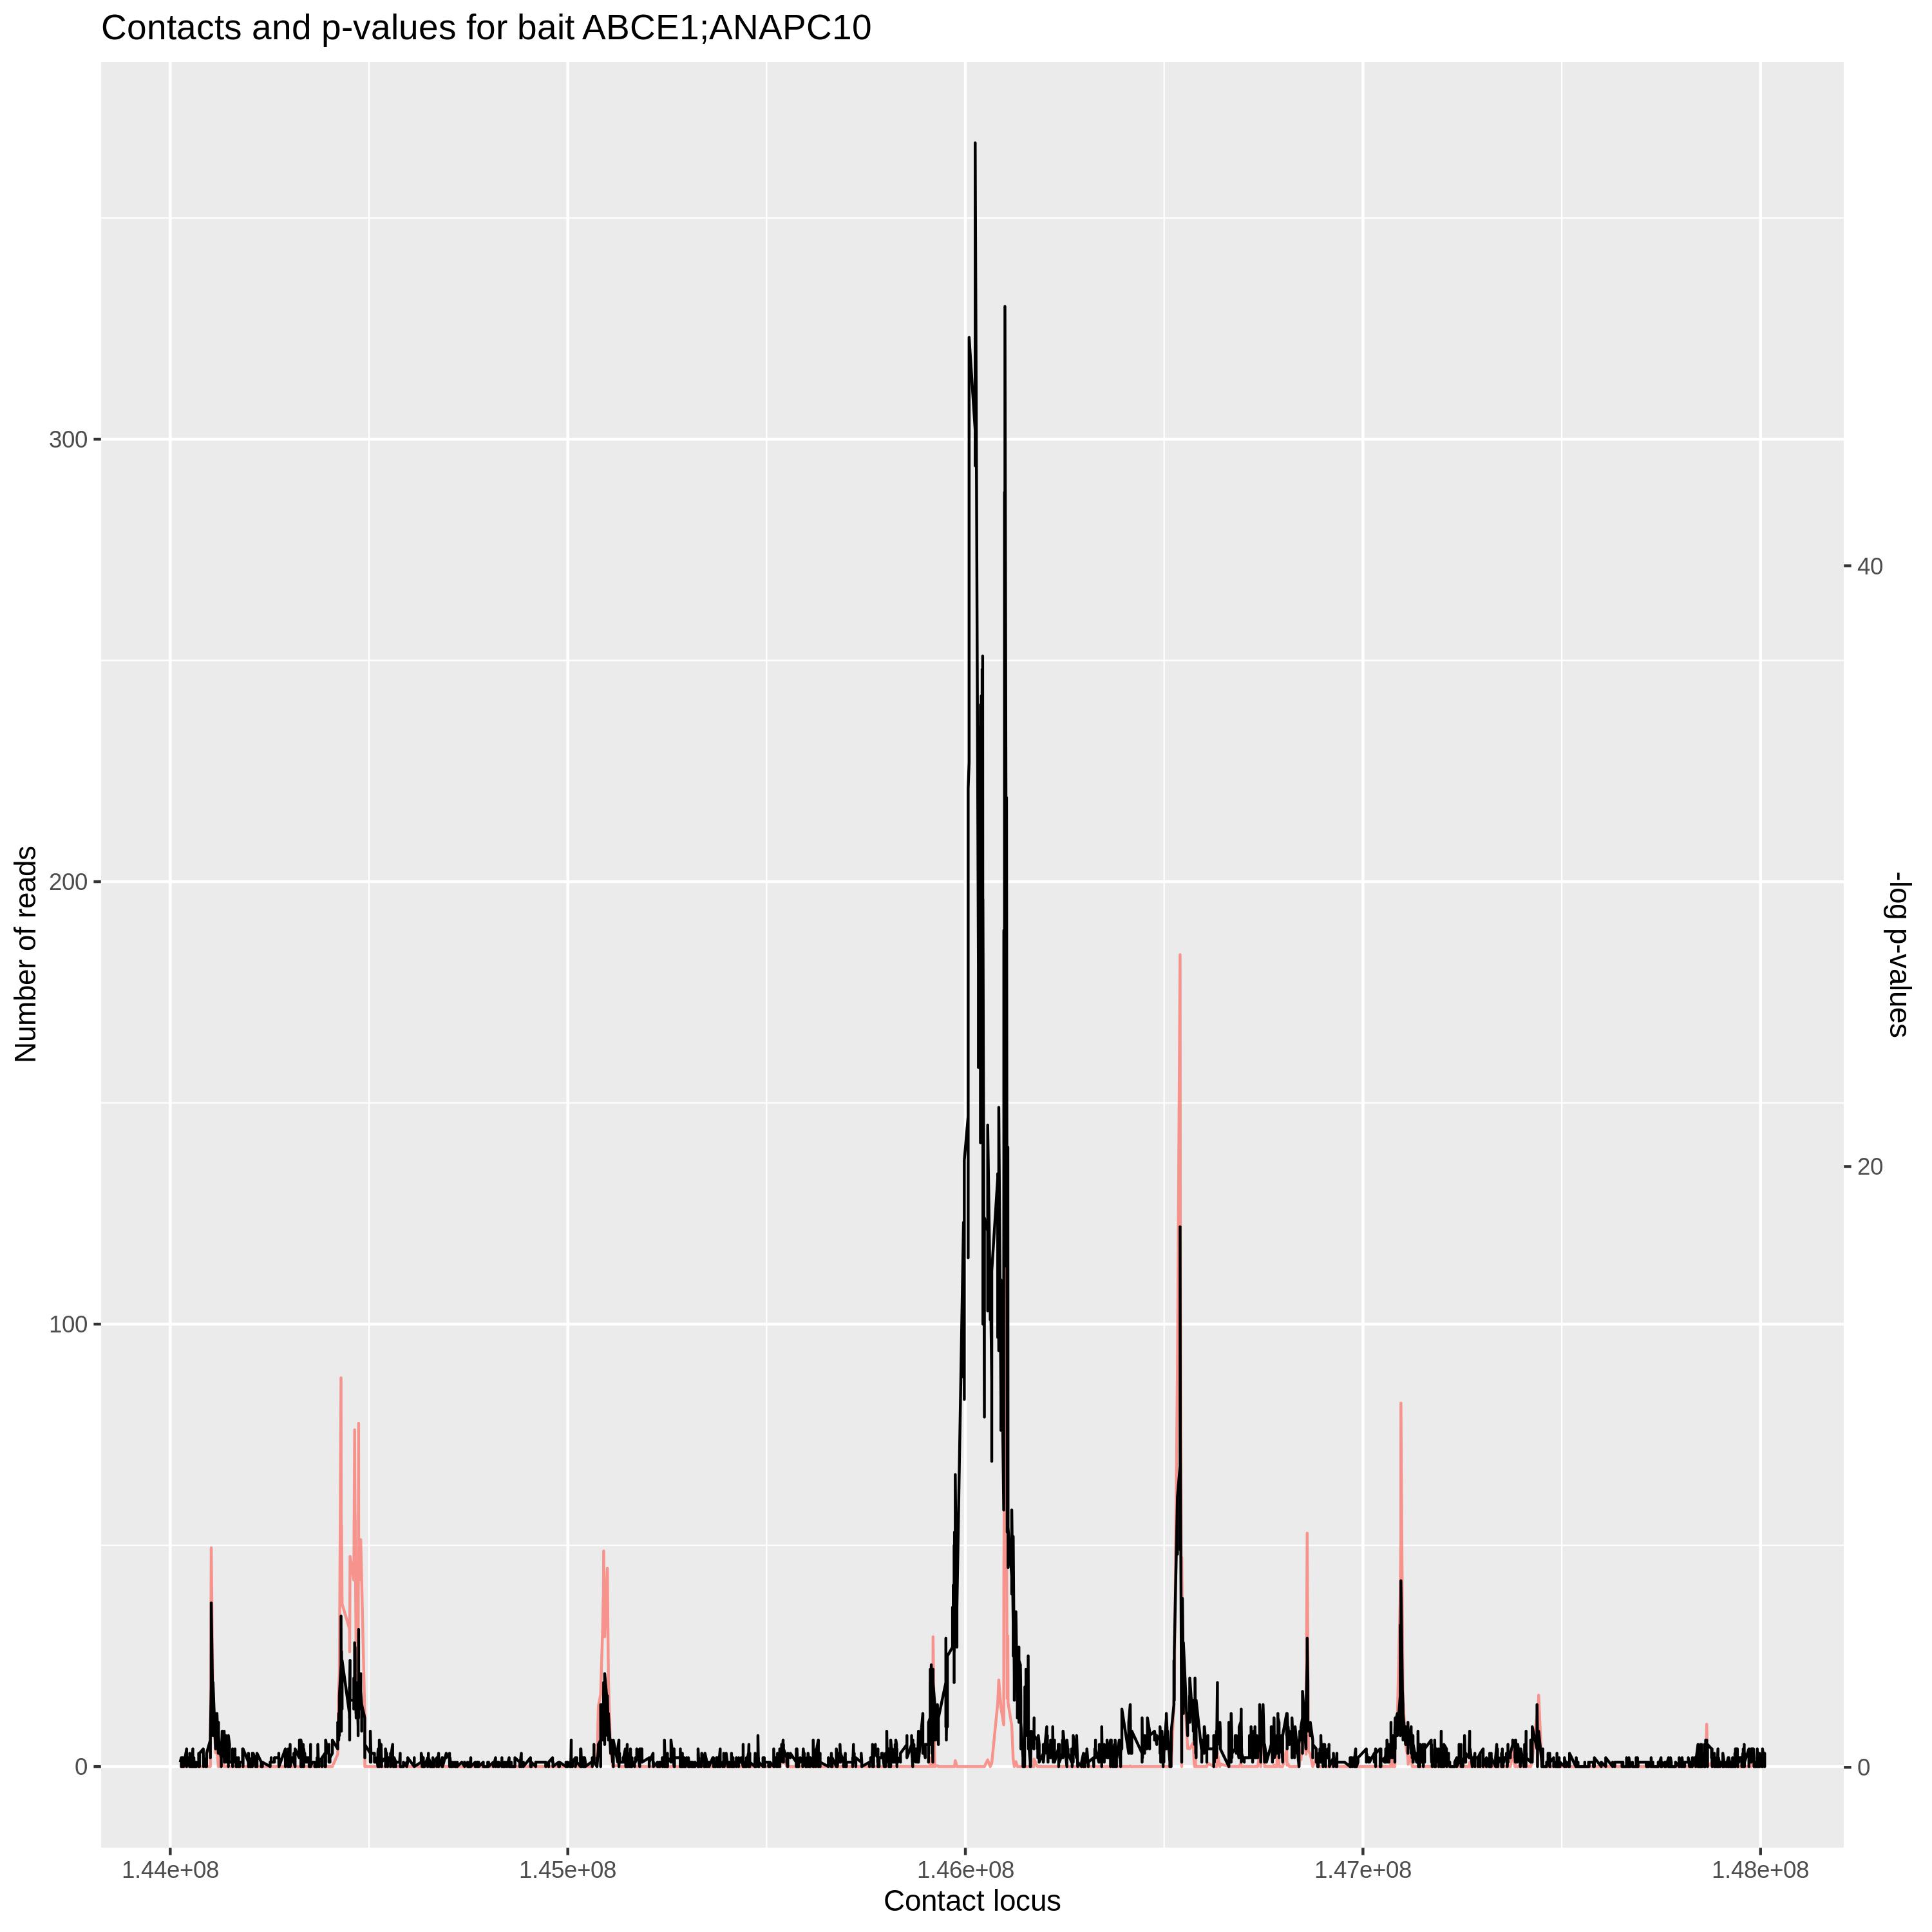 Contacts and p-values for bait ABCE1;ANAPC10
Number of reads
300
200
100
0
40
20
0
-log p-values
1.44e+08
1.45e+08
1.46e+08
1.47e+08
1.48e+08
Contact locus